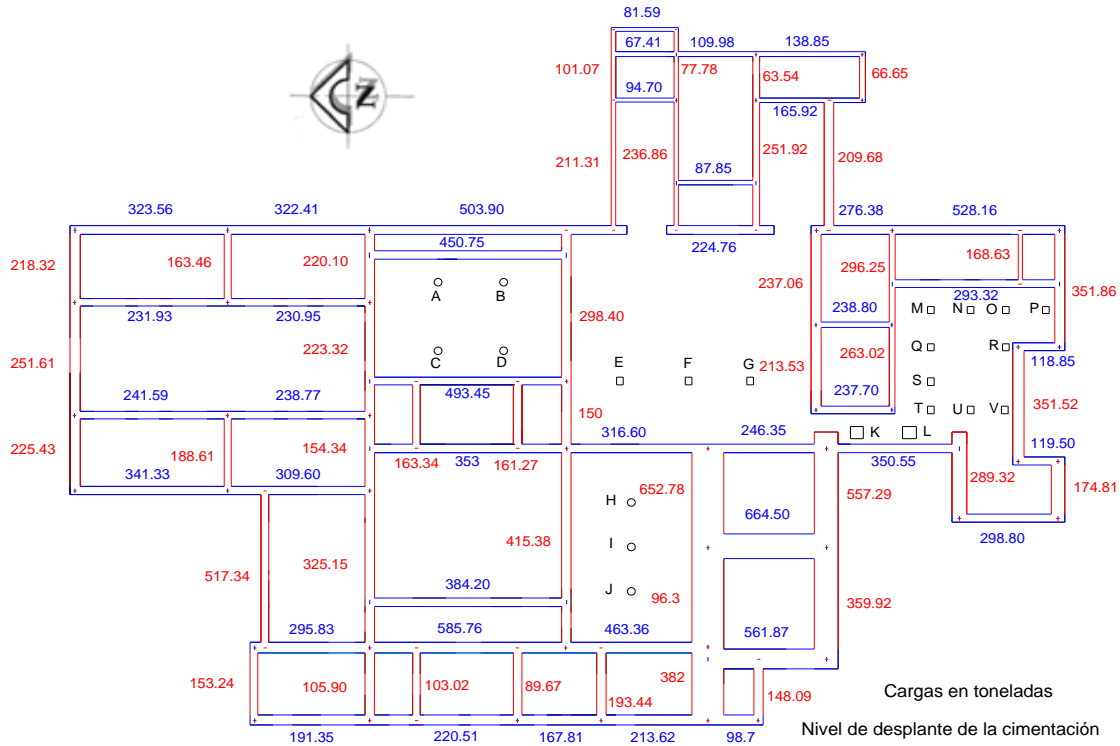 81.59
67.41 109.98 138.85
101.07 77.78 63.54 66.65
94.70
165.92
N
211.31 236.86 251.92 209.68
87.85
323.56 322.41 503.90 276.38 528.16
450.75 224.76
218.32 163.46 220.10 237.06 296.25 168.63 351.86
293.32
A B
231.93 230.95 238.80 M N O P
298.40
223.32
251.61 C D E F G 213.53 263.02 Q R 118.85
S
241.59 238.77 493.45 237.70 T U V 351.52
150
316.60 246.35 K L
225.43 188.61 154.34 163.34 353 161.27 350.55 119.50
341.33 309.60 652.78 557.29 289.32 174.81
H 664.50
298.80
415.38 I
517.34 325.15
384.20 J 96.3 359.92
295.83 585.76 463.36 561.87
153.24 105.90 103.02 89.67 193.44 382 148.09
191.35 220.51 167.81 213.62 98.7
Cargas en toneladas
Nivel de desplante de la cimentación